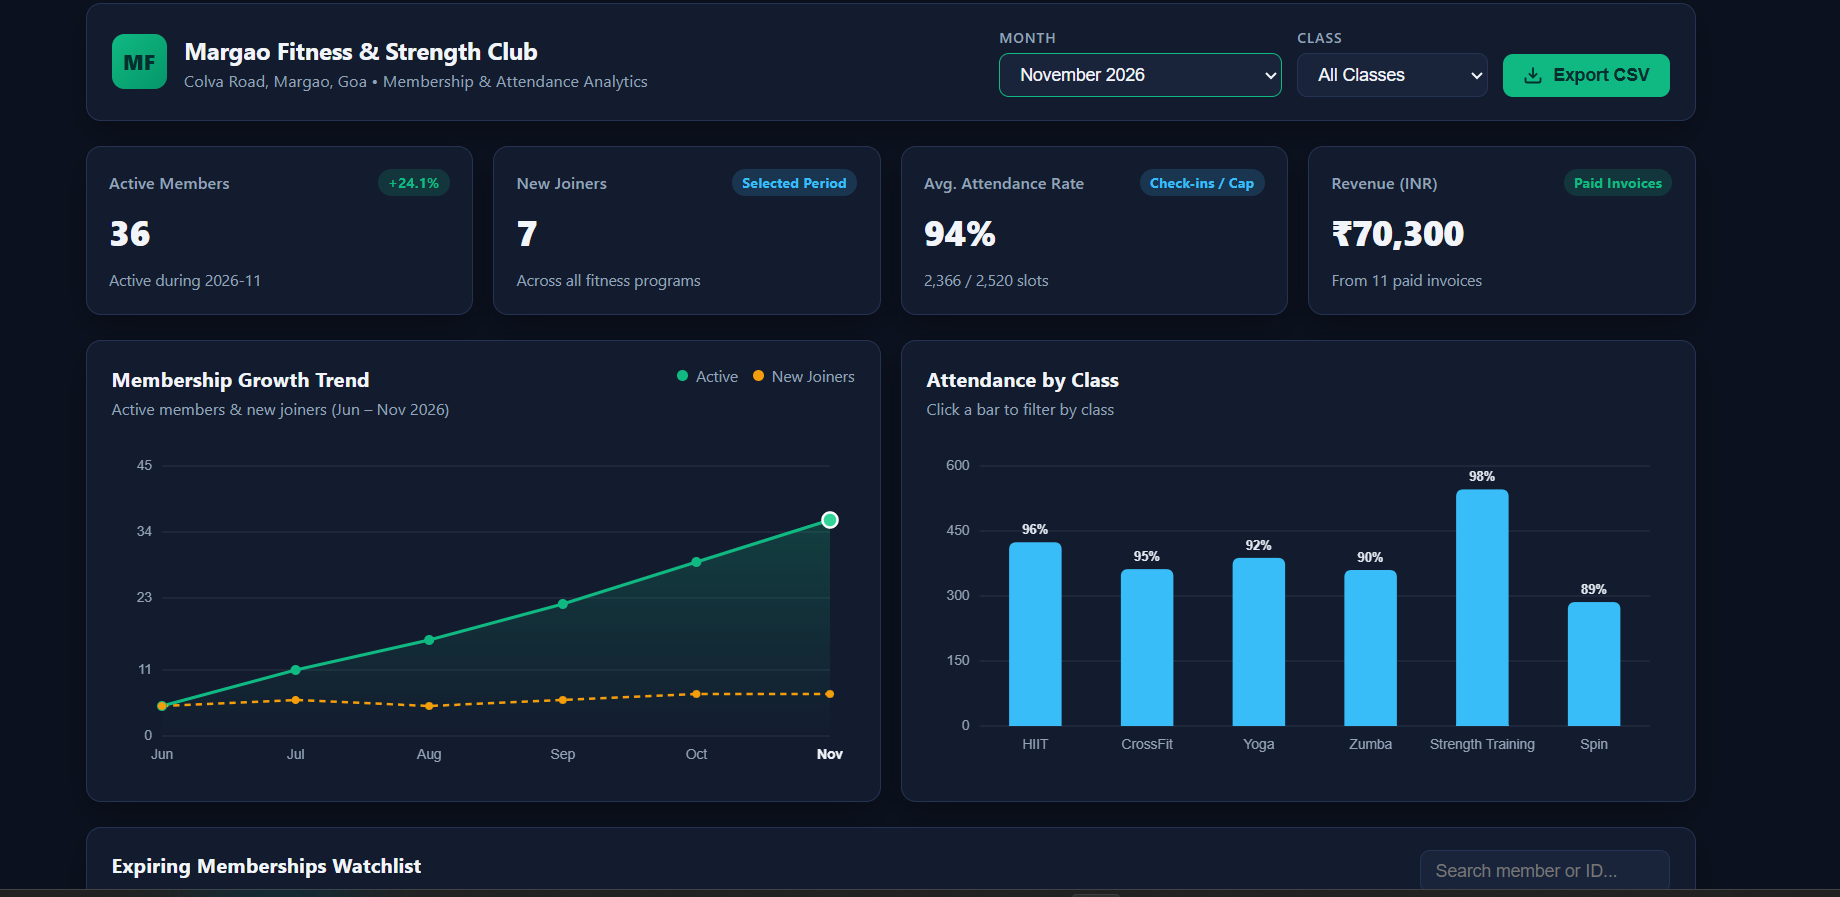 MF
Margao Fitness & Strength Club
Colva Road, Margao, Goa • Membership & Attendance Analytics
MONTH
November 2026
CLASS
All Classes
Export CSV
Active Members
+24.1%
36
Active during 2026-11
New Joiners
Selected Period
7
Across all fitness programs
Avg. Attendance Rate
Check-ins / Cap
94%
2,366 / 2,520 slots
Revenue (INR)
Paid Invoices
₹70,300
From 11 paid invoices
Membership Growth Trend
Active members & new joiners (Jun – Nov 2026)
Active
New Joiners
45
34
23
11
0
Jun
Jul
Aug
Sep
Oct
Nov
Attendance by Class
Click a bar to filter by class
600
450
300
150
0
96%
95%
92%
90%
98%
89%
HIIT
CrossFit
Yoga
Zumba
Strength Training
Spin
Expiring Memberships Watchlist
Search member or ID...